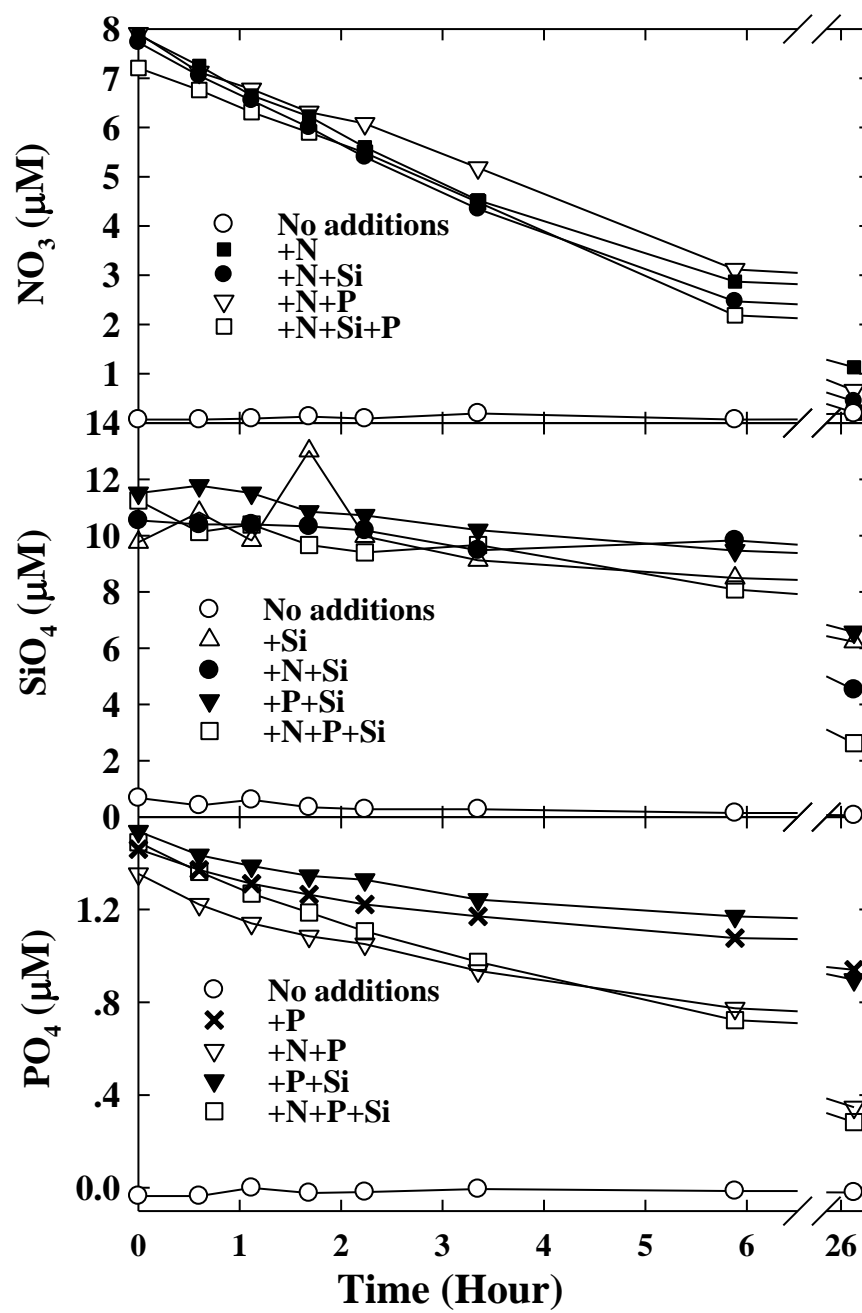 8
7
6
5
4
3
2
1
NO₃ (μM)
No additions
+N
+N+Si
+N+P
+N+Si+P
14
12
10
8
6
4
2
0
SiO₄ (μM)
No additions
+Si
+N+Si
+P+Si
+N+P+Si
1.2
.8
.4
0.0
PO₄ (μM)
No additions
+P
+N+P
+P+Si
+N+P+Si
0 1 2 3 4 5 6 26
Time (Hour)